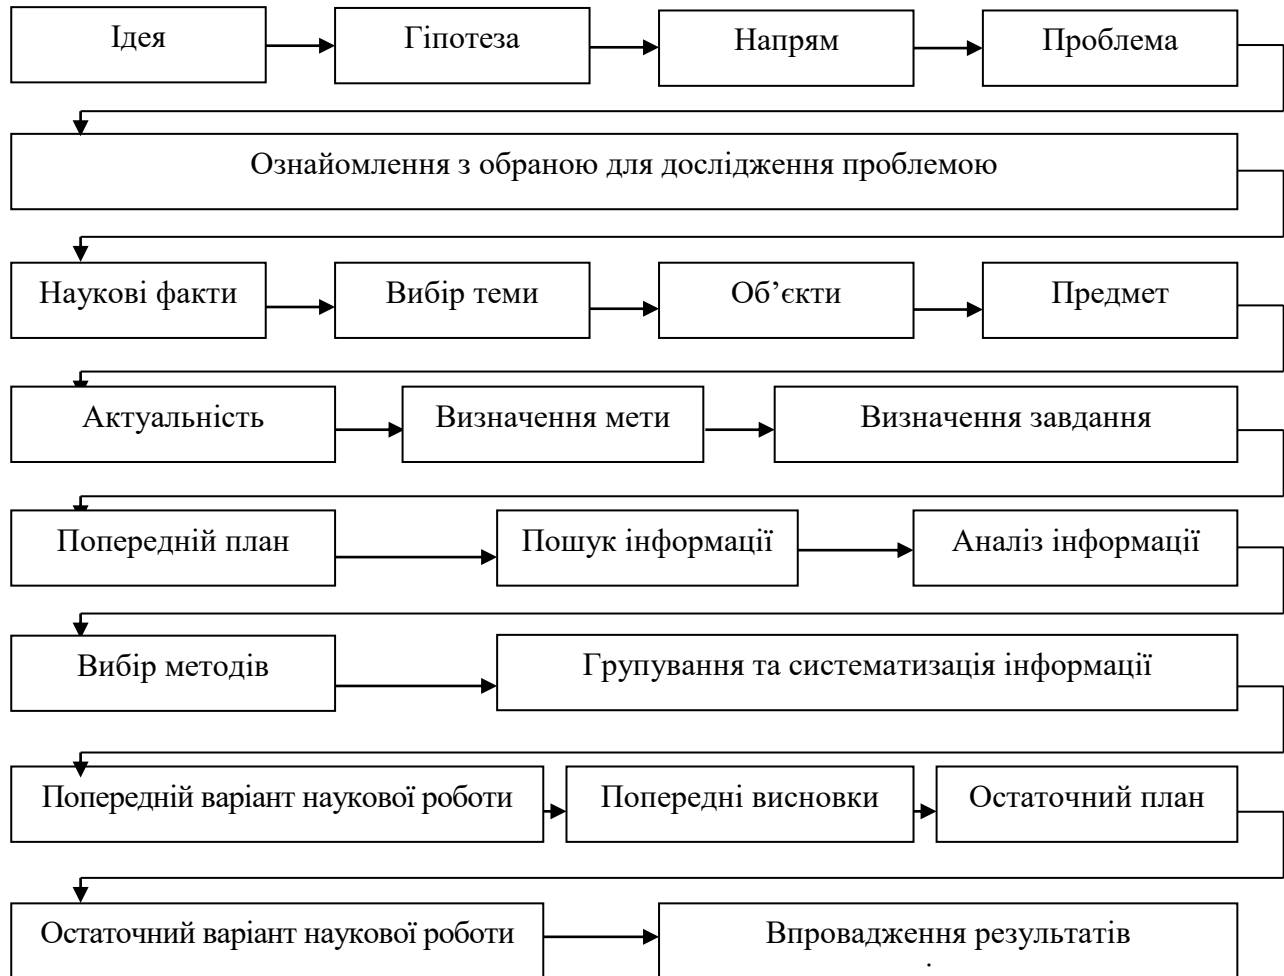 Ідея
Гіпотеза
Напрям
Проблема
Ознайомлення з обраною для дослідження проблемою
Наукові факти
Вибір теми
Об’єкти
Предмет
Актуальність
Визначення мети
Визначення завдання
Попередній план
Пошук інформації
Аналіз інформації
Вибір методів
Групування та систематизація інформації
Попередній варіант наукової роботи
Попередні висновки
Остаточний план
Остаточний варіант наукової роботи
Впровадження результатів